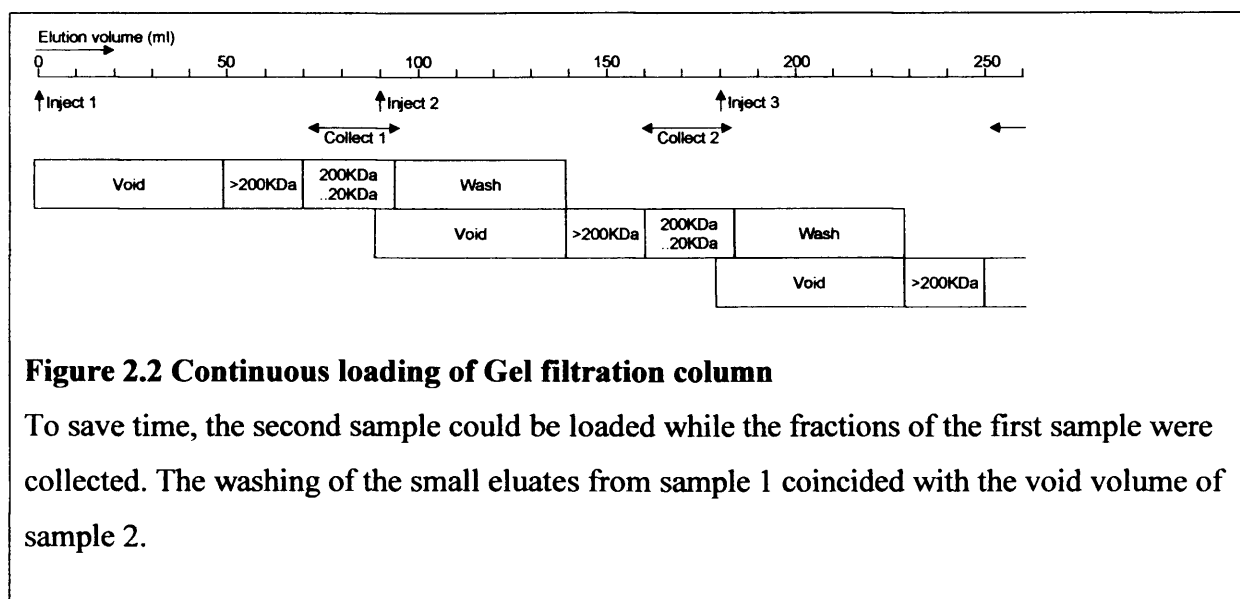 Elution volume (ml)
0 50 100 150 200 250
Inject 1 Inject 2 Inject 3
Collect 1 Collect 2
Void >200KDa 200KDa ..20KDa Wash
Void >200KDa 200KDa ..20KDa Wash
Void >200KDa
Figure 2.2 Continuous loading of Gel filtration column
To save time, the second sample could be loaded while the fractions of the first sample were
collected. The washing of the small eluates from sample 1 coincided with the void volume of
sample 2.